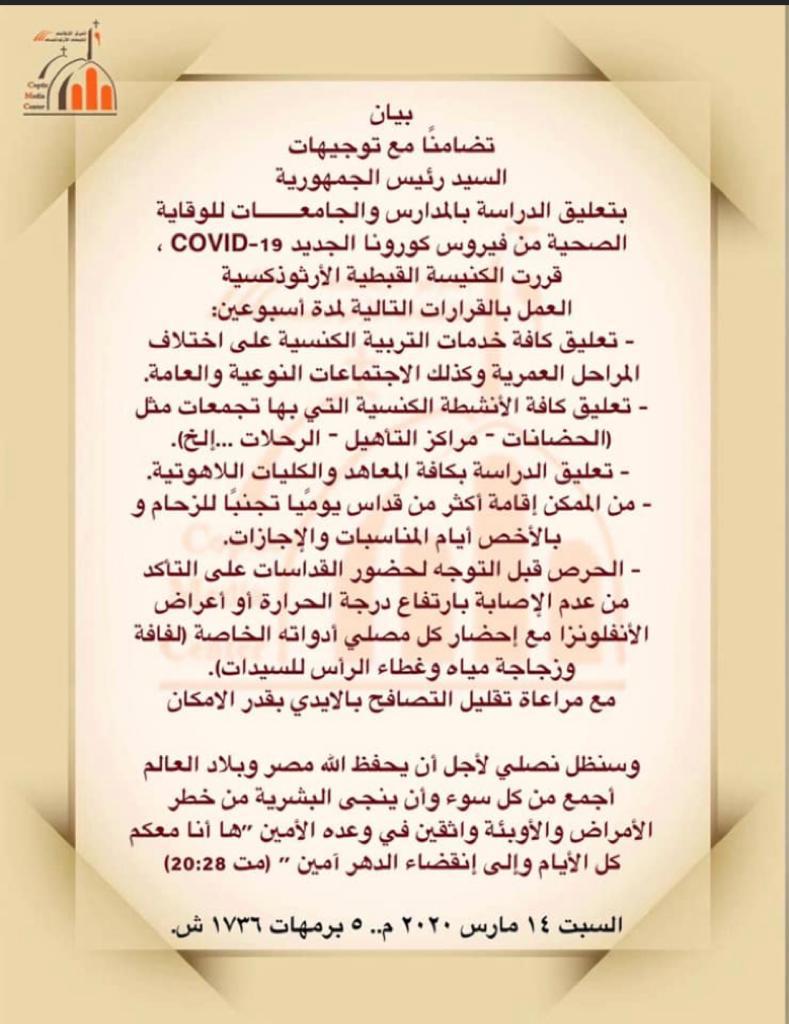 Coptic
Media
Center
بيان
تضامنًا مع توجيهات
السيد رئيس الجمهورية
بتعليق الدراسة بالمدارس والجامعـــــات للوقاية
الصحية من فيروس كورونا الجديد COVID-19 ،
قررت الكنيسة القبطية الأرثوذكسية
العمل بالقرارات التالية لمدة أسبوعين:
- تعليق كافة خدمات التربية الكنسية على اختلاف
المراحل العمرية وكذلك الاجتماعات النوعية والعامة.
- تعليق كافة الأنشطة الكنسية التي بها تجمعات مثل
(الحضانات - مراكز التأهيل - الرحلات ...إلخ).
- تعليق الدراسة بكافة المعاهد والكليات اللاهوتية.
- من الممكن إقامة أكثر من قداس يوميًا تجنبًا للزحام و
بالأخص أيام المناسبات والإجازات.
- الحرص قبل التوجه لحضور القداسات على التأكد
من عدم الإصابة بارتفاع درجة الحرارة أو أعراض
الأنفلونزا مع إحضار كل مصلي أدواته الخاصة (لفافة
وزجاجة مياه وغطاء الرأس للسيدات).
مع مراعاة تقليل التصافح بالايدي بقدر الامكان
وسنظل نصلي لأجل أن يحفظ الله مصر وبلاد العالم
أجمع من كل سوء وأن ينجى البشرية من خطر
الأمراض والأوبئة واثقين في وعده الأمين "ها أنا معكم
كل الأيام وإلى إنقضاء الدهر آمين " (مت 20:28)
السبت ١٤ مارس ٢٠٢٠ م.. ٥ برمهات ١٧٣٦ ش.